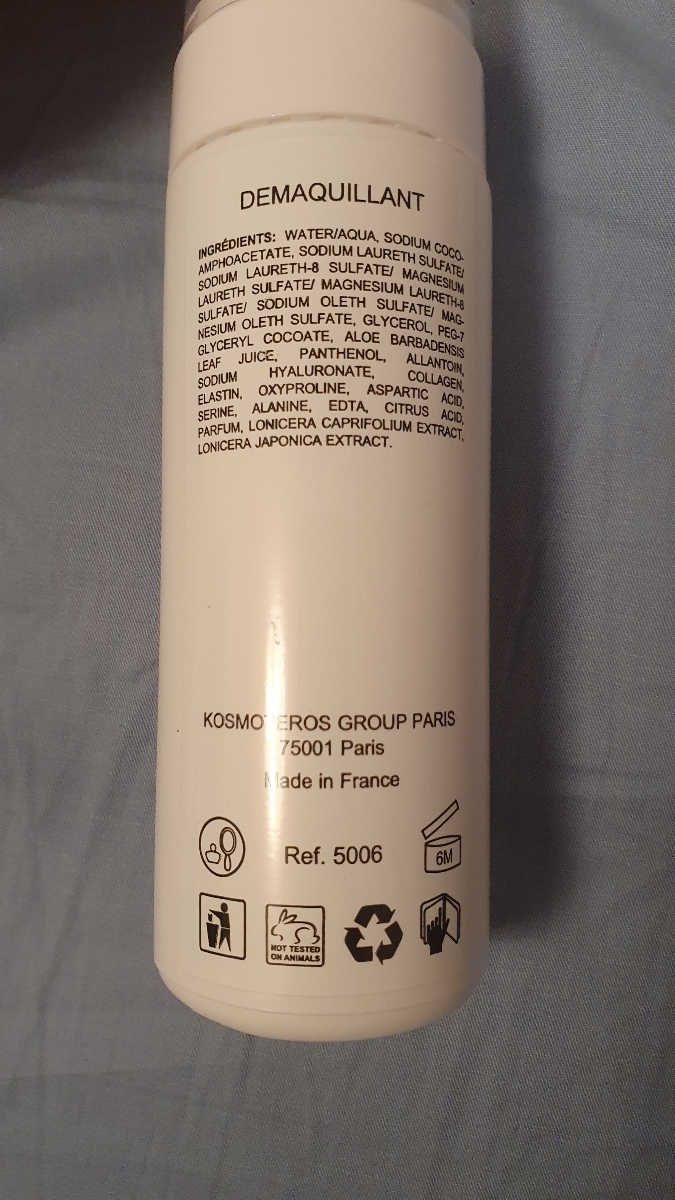 DEMAQUILLANT
INGRÉDIENTS: WATER/AQUA, SODIUM COCO-
AMPHOACETATE, SODIUM LAURETH SULFATE/
SODIUM LAURETH-8 SULFATE/ MAGNESIUM
LAURETH SULFATE/ MAGNESIUM LAURETH-8
SULFATE/ SODIUM OLETH SULFATE/ MAG-
NESIUM OLETH SULFATE, GLYCEROL, PEG-7
GLYCERYL COCOATE, ALOE BARBADENSIS
LEAF JUICE, PANTHENOL, ALLANTOIN,
SODIUM HYALURONATE, COLLAGEN,
ELASTIN, OXYPROLINE, ASPARTIC ACID,
SERINE, ALANINE, EDTA, CITRUS ACID,
PARFUM, LONICERA CAPRIFOLIUM EXTRACT,
LONICERA JAPONICA EXTRACT.
KOSMOTEROS GROUP PARIS
75001 Paris
Made in France
Ref. 5006
6M
NOT TESTED
ON ANIMALS